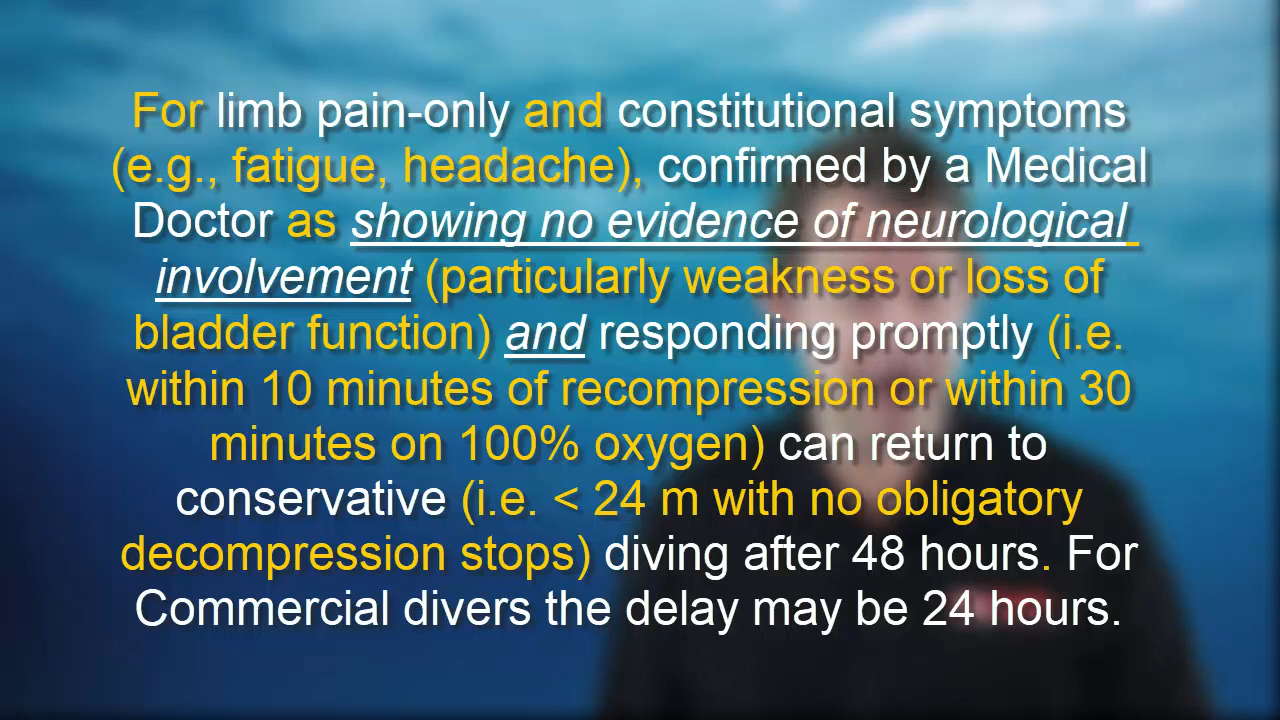 For limb pain-only and constitutional symptoms
(e.g., fatigue, headache), confirmed by a Medical
Doctor as showing no evidence of neurological
involvement (particularly weakness or loss of
bladder function) and responding promptly (i.e.
within 10 minutes of recompression or within 30
minutes on 100% oxygen) can return to
conservative (i.e. < 24 m with no obligatory
decompression stops) diving after 48 hours. For
Commercial divers the delay may be 24 hours.